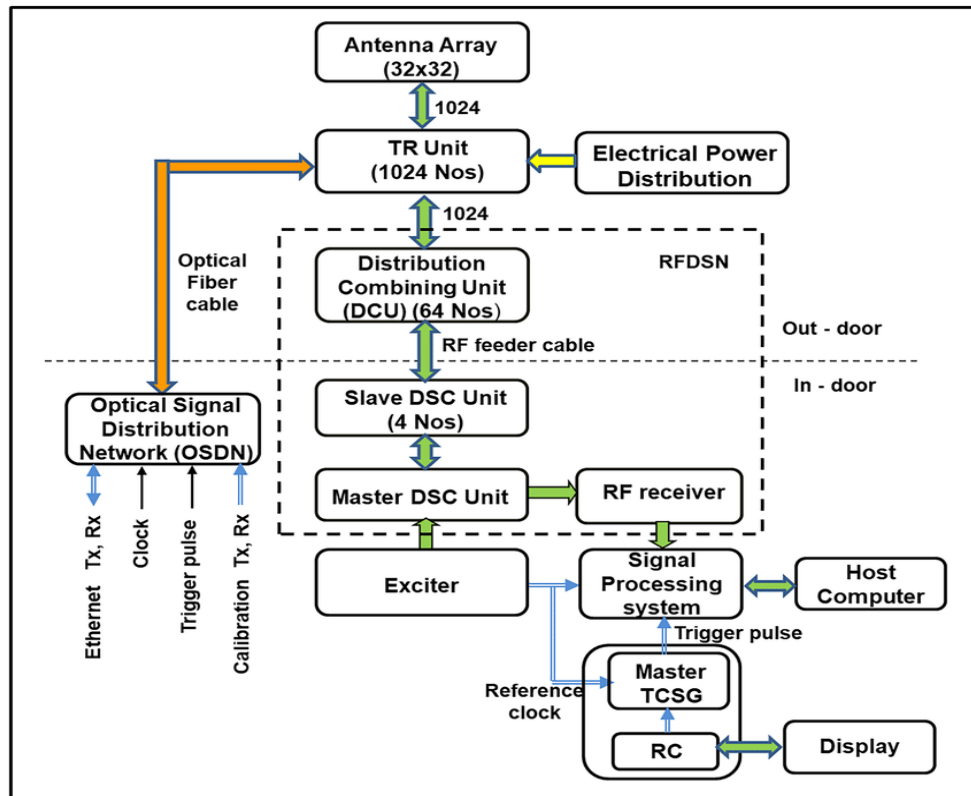 Antenna Array
(32x32)
1024
TR Unit
(1024 Nos)
Electrical Power
Distribution
1024
Optical
Fiber
cable
Distribution
Combining Unit
(DCU) (64 Nos)
RFDSN
RF feeder cable
Out - door
In - door
Slave DSC Unit
(4 Nos)
Optical Signal
Distribution
Network (OSDN)
Master DSC Unit
RF receiver
Ethernet Tx, Rx
Clock
Trigger pulse
Calibration Tx, Rx
Exciter
Signal
Processing
system
Host
Computer
Trigger pulse
Reference
clock
Master
TCSG
RC
Display